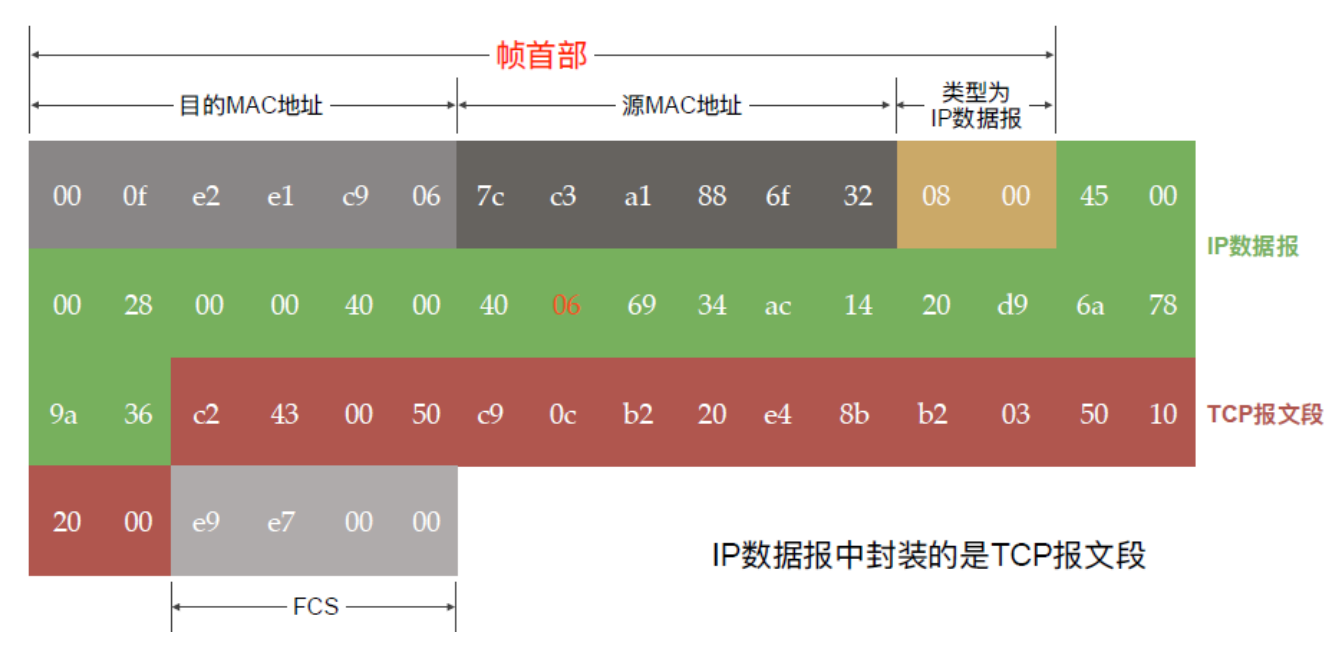 帧首部
目的MAC地址 源MAC地址 类型为
IP数据报
00 0f e2 e1 c9 06 7c c3 a1 88 6f 32 08 00 45 00
IP数据报
00 28 00 00 40 00 40 06 69 34 ac 14 20 d9 6a 78
9a 36 c2 43 00 50 c9 0c b2 20 e4 8b b2 03 50 10
TCP报文段
20 00 e9 e7 00 00
IP数据报中封装的是TCP报文段
FCS